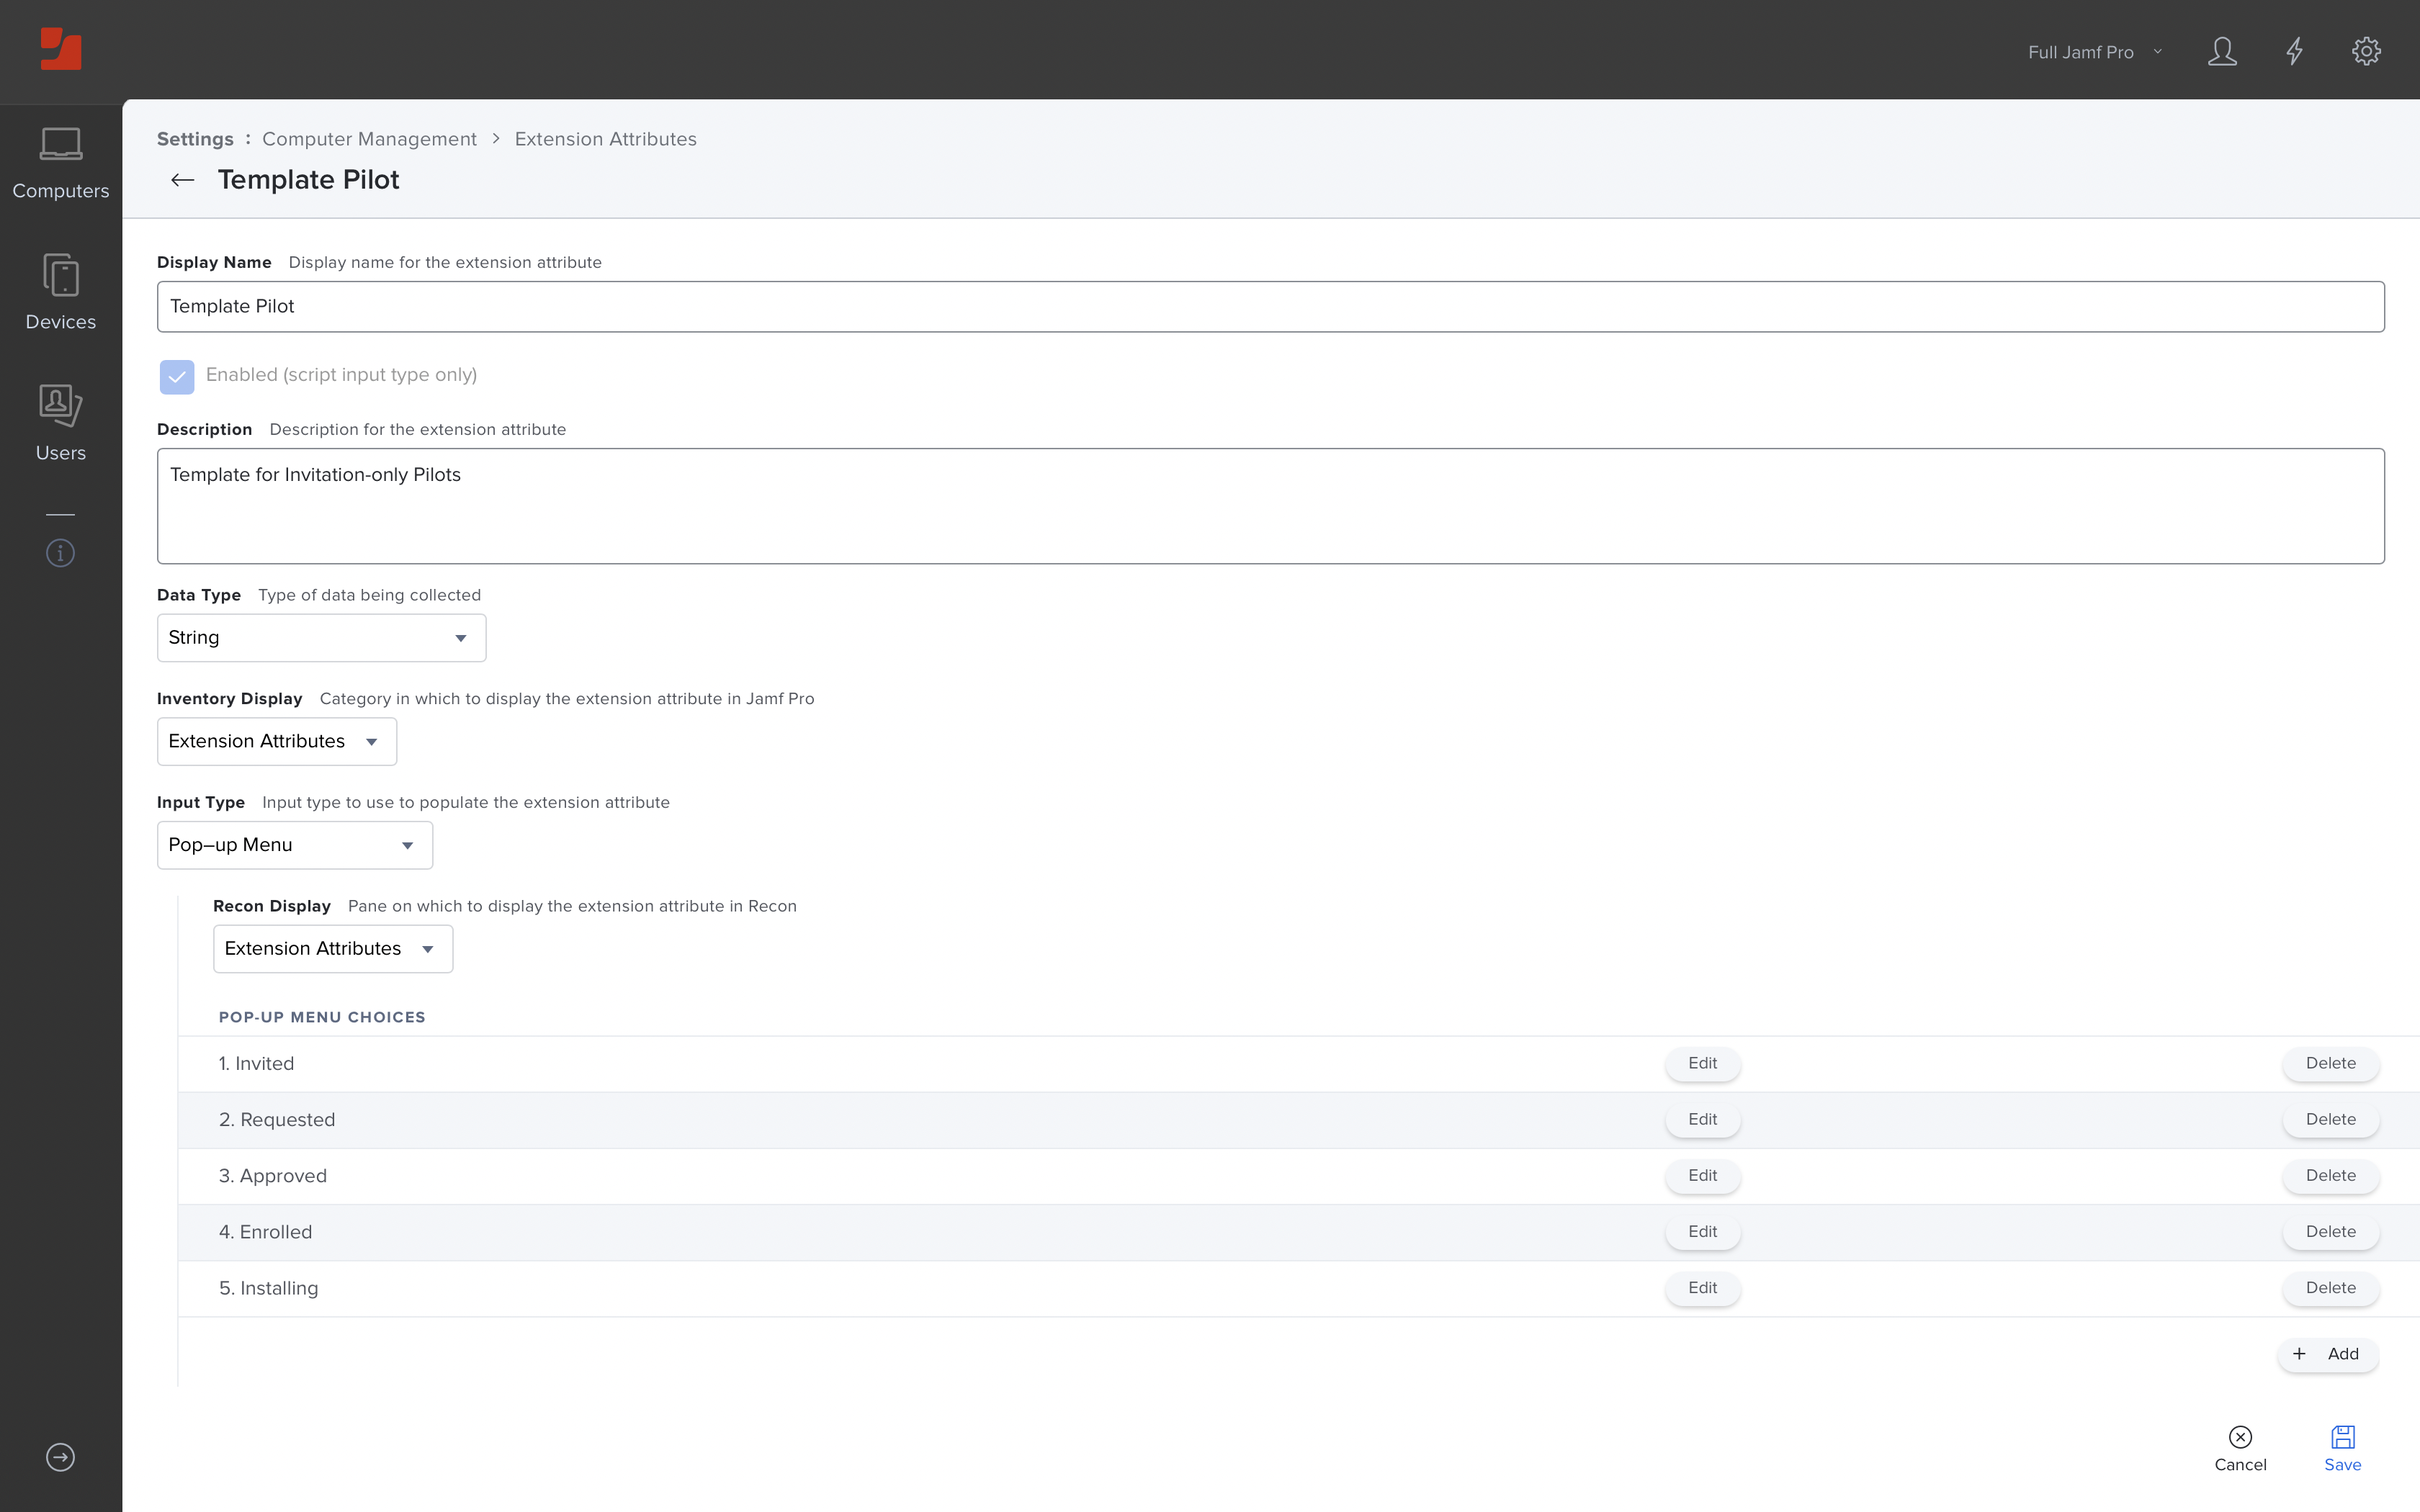 Full Jamf Pro
Computers
Devices
Users
Settings : Computer Management > Extension Attributes
Template Pilot
Display Name Display name for the extension attribute
Template Pilot
Enabled (script input type only)
Description Description for the extension attribute
Template for Invitation-only Pilots
Data Type Type of data being collected
String
Inventory Display Category in which to display the extension attribute in Jamf Pro
Extension Attributes
Input Type Input type to use to populate the extension attribute
Pop–up Menu
Recon Display Pane on which to display the extension attribute in Recon
Extension Attributes
POP-UP MENU CHOICES
1. Invited Edit Delete
2. Requested Edit Delete
3. Approved Edit Delete
4. Enrolled Edit Delete
5. Installing Edit Delete
+ Add
Cancel Save